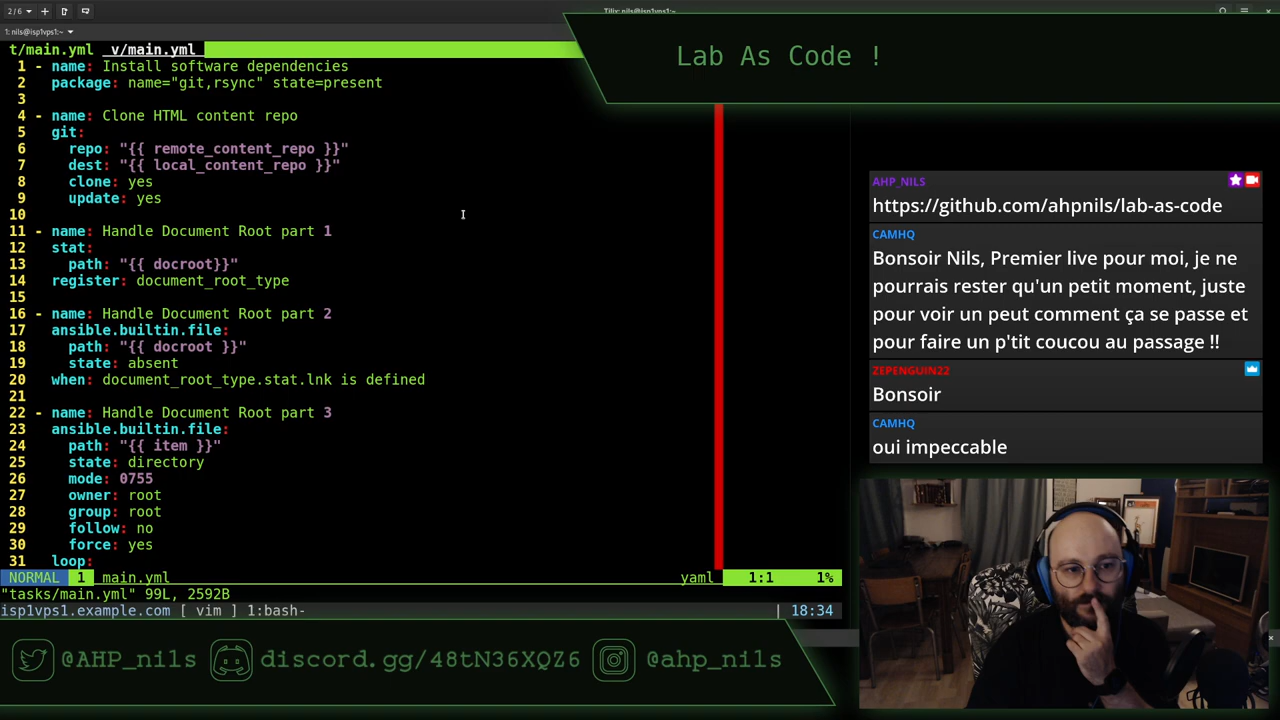 2/6
Tilix: nils@isp1vps1:~
1: nils@isp1vps1:~
t/main.yml v/main.yml
Lab As Code !
1 - name: Install software dependencies
2 package: name="git,rsync" state=present
3
4 - name: Clone HTML content repo
5 git:
6 repo: "{{ remote_content_repo }}"
7 dest: "{{ local_content_repo }}"
8 clone: yes
9 update: yes
10
11 - name: Handle Document Root part 1
12 stat:
13 path: "{{ docroot}}"
14 register: document_root_type
15
16 - name: Handle Document Root part 2
17 ansible.builtin.file:
18 path: "{{ docroot }}"
19 state: absent
20 when: document_root_type.stat.lnk is defined
21
22 - name: Handle Document Root part 3
23 ansible.builtin.file:
24 path: "{{ item }}"
25 state: directory
26 mode: 0755
27 owner: root
28 group: root
29 follow: no
30 force: yes
31 loop:
NORMAL 1 main.yml yaml 1:1 1%
"tasks/main.yml" 99L, 2592B
isp1vps1.example.com [ vim ] 1:bash- | 18:34
AHP_NILS
https://github.com/ahpnils/lab-as-code
CAMHQ
Bonsoir Nils, Premier live pour moi, je ne
pourrais rester qu'un petit moment, juste
pour voir un peut comment ça se passe et
pour faire un p'tit coucou au passage !!
ZEPENGUIN22
Bonsoir
CAMHQ
oui impeccable
@AHP_nils discord.gg/48tN36XQZ6 @ahp_nils